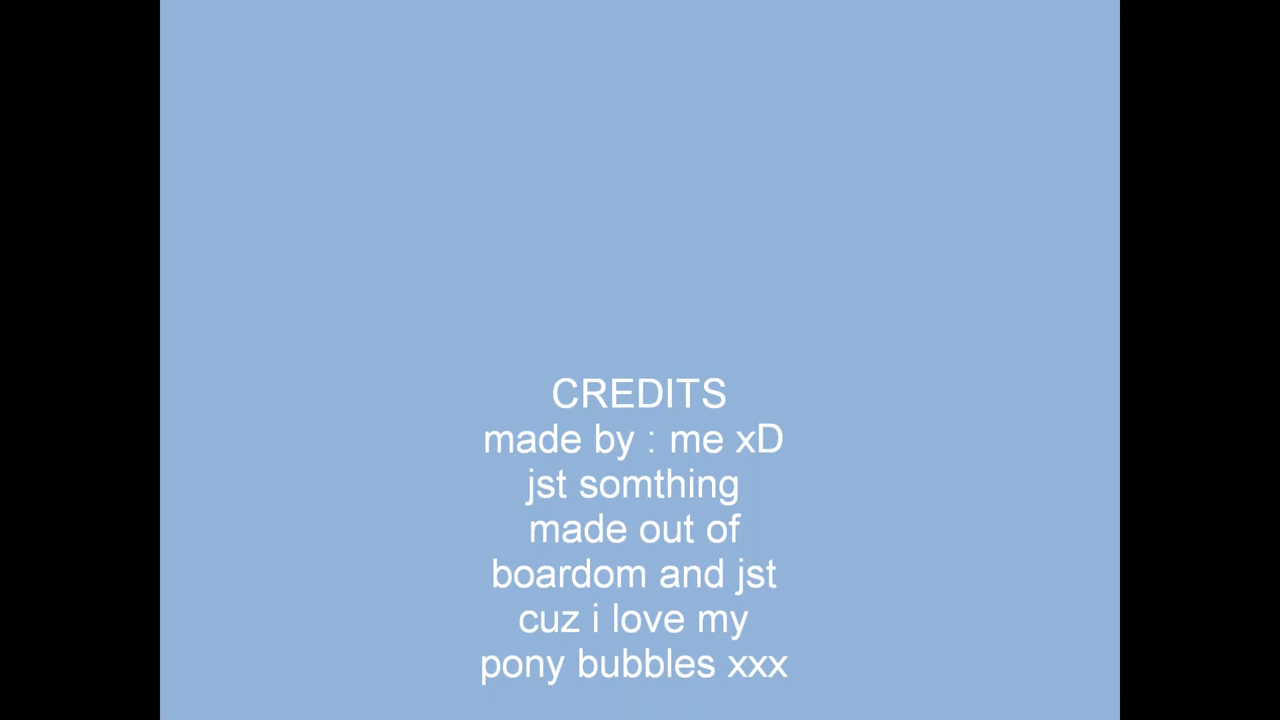 CREDITS
made by : me xD
jst somthing
made out of
boardom and jst
cuz i love my
pony bubbles xxx